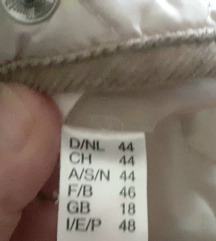 D/NL 44
CH 44
A/S/N 44
F/B 46
GB 18
I/E/P 48